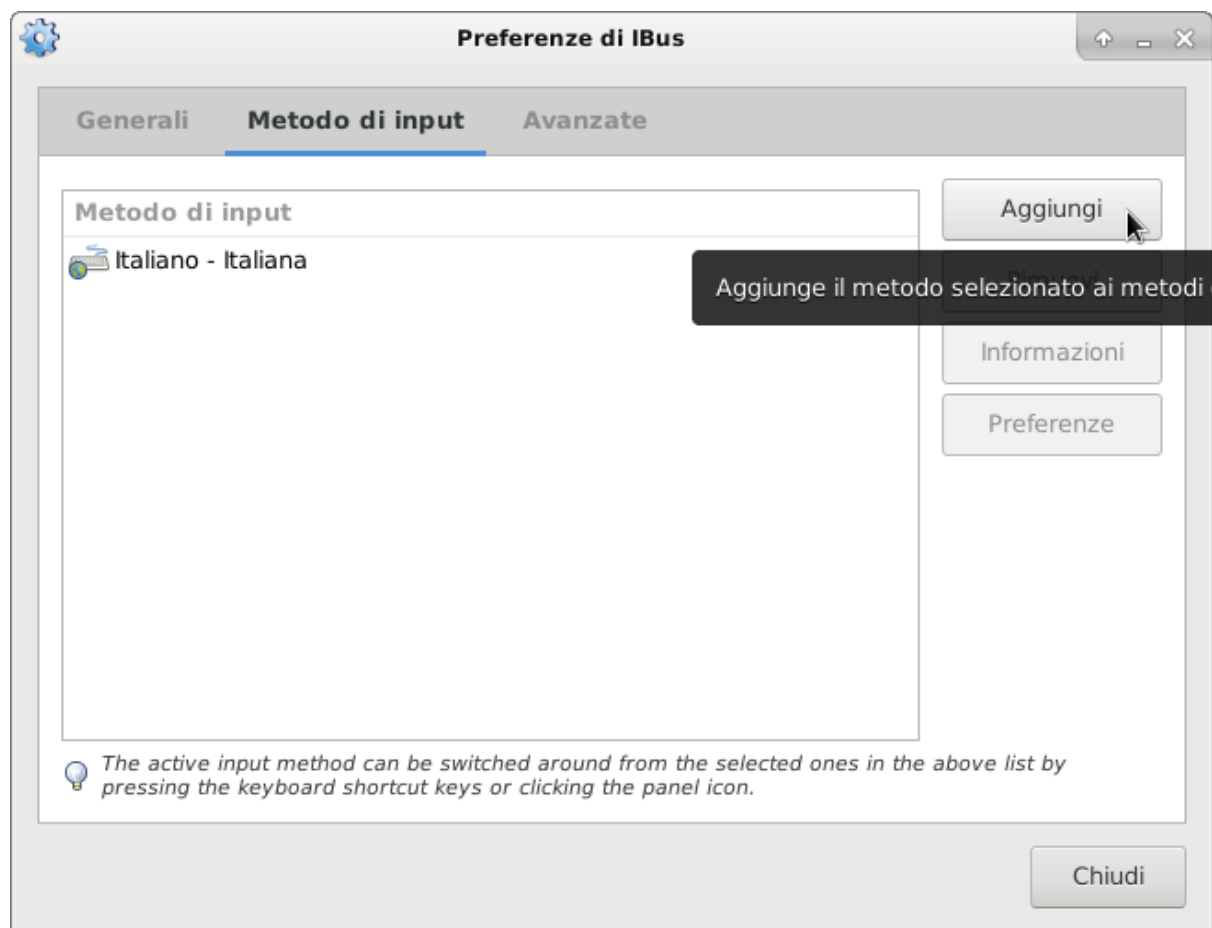 Preferenze di IBus
Generali Metodo di input Avanzate
Metodo di input
Italiano - Italiana
Aggiungi
Rimuovi
Aggiunge il metodo selezionato ai metodi
Informazioni
Preferenze
The active input method can be switched around from the selected ones in the above list by
pressing the keyboard shortcut keys or clicking the panel icon.
Chiudi